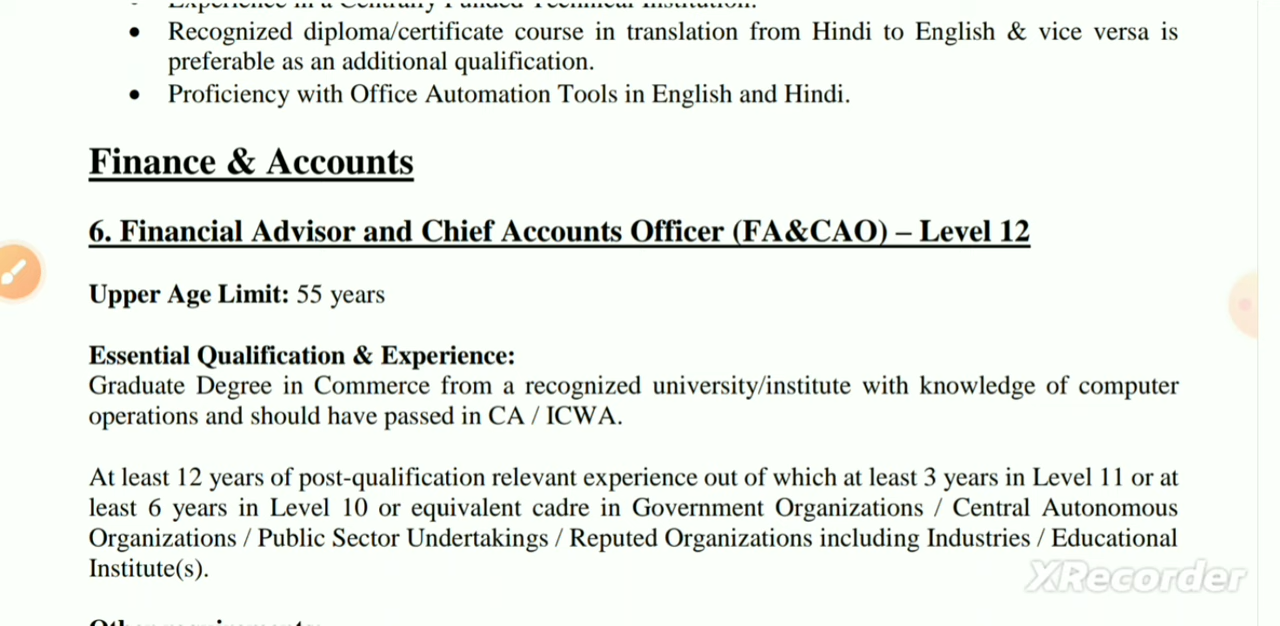 Experience in a Centrally Funded Technical Institution.
• Recognized diploma/certificate course in translation from Hindi to English & vice versa is
preferable as an additional qualification.
• Proficiency with Office Automation Tools in English and Hindi.
Finance & Accounts
6. Financial Advisor and Chief Accounts Officer (FA&CAO) – Level 12
Upper Age Limit: 55 years
Essential Qualification & Experience:
Graduate Degree in Commerce from a recognized university/institute with knowledge of computer
operations and should have passed in CA / ICWA.
At least 12 years of post-qualification relevant experience out of which at least 3 years in Level 11 or at
least 6 years in Level 10 or equivalent cadre in Government Organizations / Central Autonomous
Organizations / Public Sector Undertakings / Reputed Organizations including Industries / Educational
Institute(s).
XRecorder